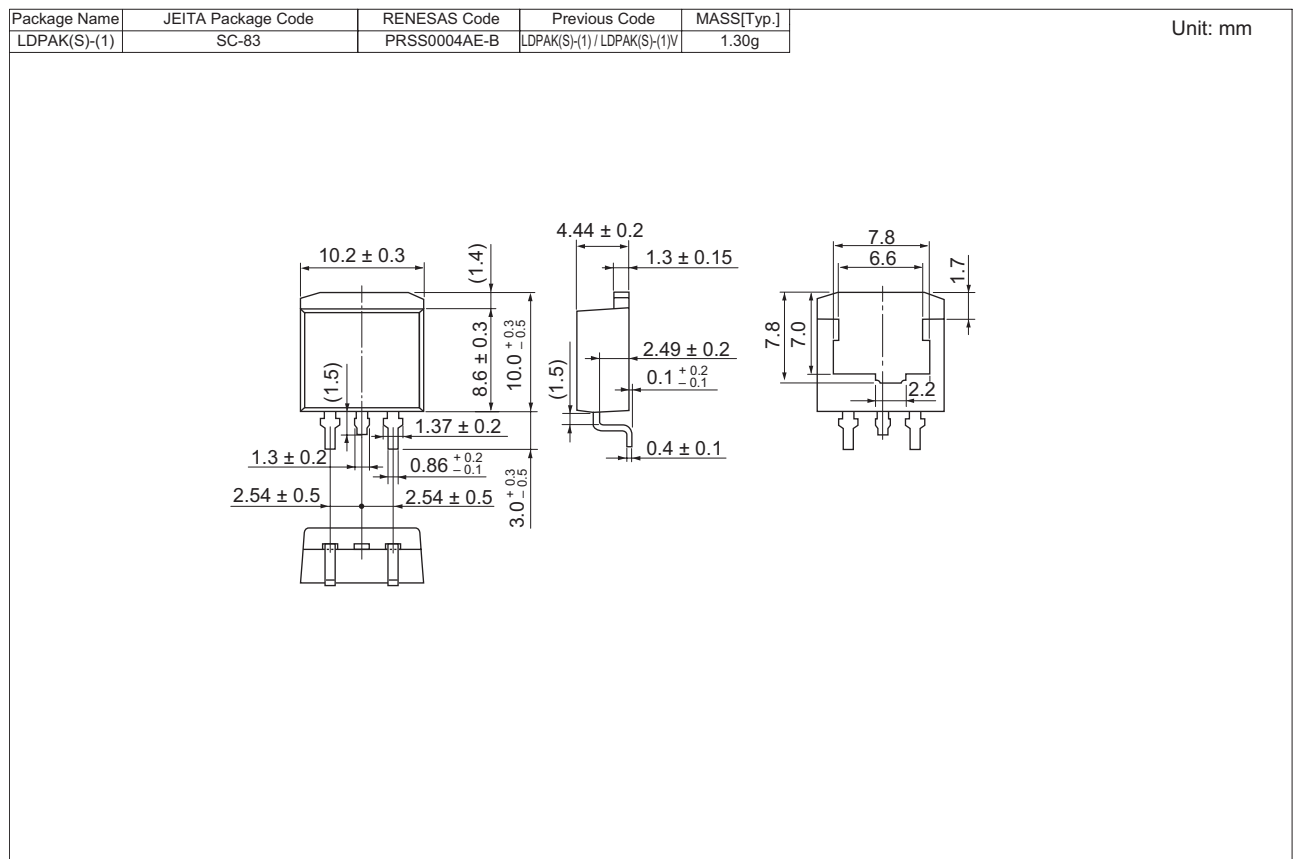 Package Name JEITA Package Code RENESAS Code Previous Code MASS[Typ.]
LDPAK(S)-(1) SC-83 PRSS0004AE-B LDPAK(S)-(1) / LDPAK(S)-(1)V 1.30g
Unit: mm
10.2 ± 0.3
(1.4)
8.6 ± 0.3
10.0 + 0.3 – 0.5
(1.5)
1.37 ± 0.2
1.3 ± 0.2
0.86 + 0.2 – 0.1
2.54 ± 0.5
2.54 ± 0.5
3.0 + 0.3 – 0.5
4.44 ± 0.2
1.3 ± 0.15
2.49 ± 0.2
(1.5)
0.1 + 0.2 – 0.1
0.4 ± 0.1
7.8
6.6
1.7
7.8
7.0
2.2